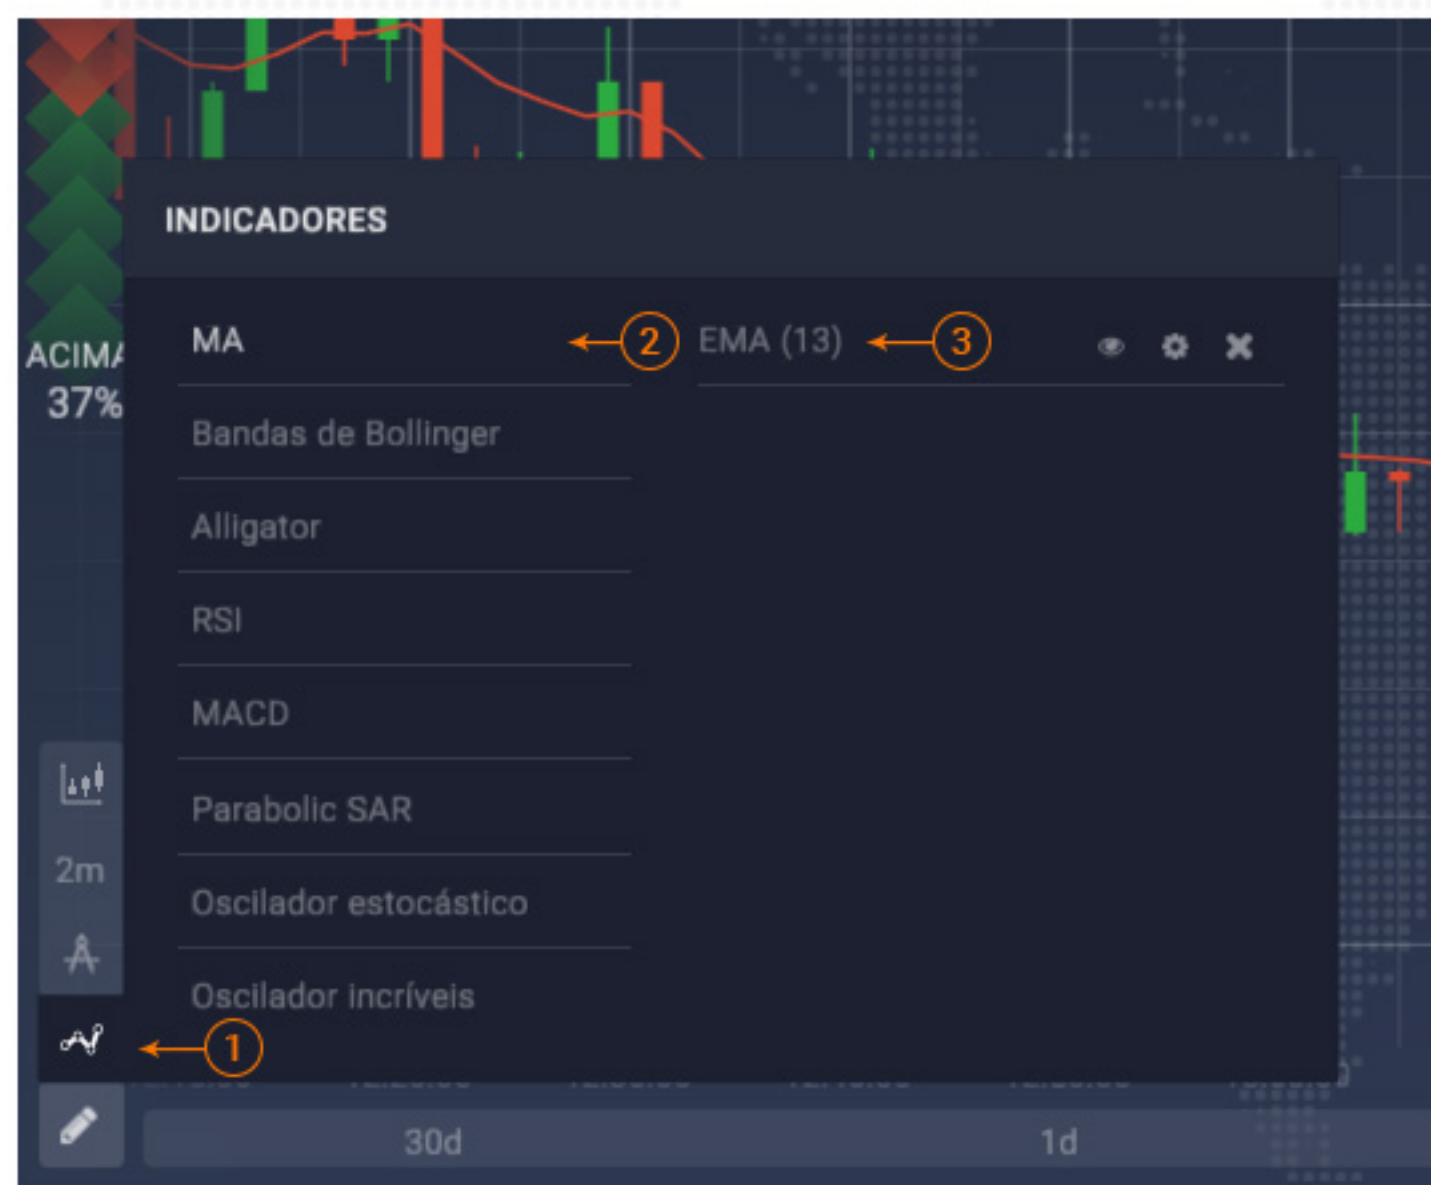 INDICADORES
MA
2
EMA (13)
3
ACIMA
37%
Bandas de Bollinger
Alligator
RSI
MACD
Parabolic SAR
2m
Oscilador estocástico
Oscilador incríveis
1
30d
1d